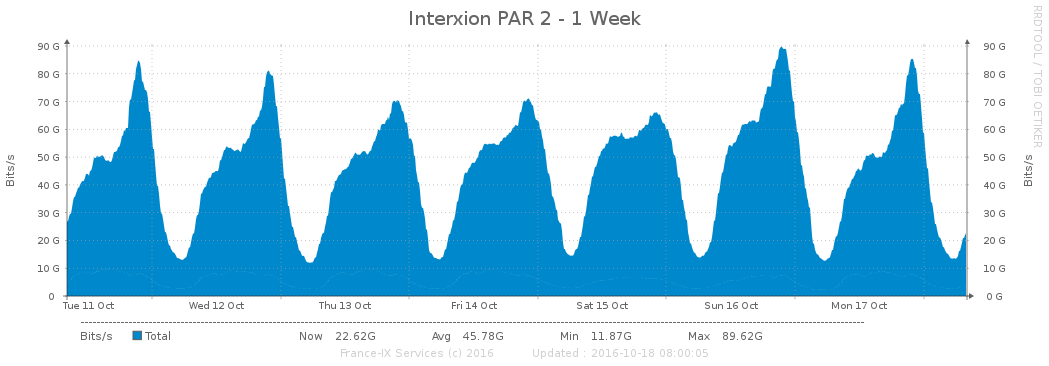 Interxion PAR 2 - 1 Week
RRDTOOL / TOBI OETIKER
90 G 90 G
80 G 80 G
70 G 70 G
60 G 60 G
50 G 50 G
40 G 40 G
30 G 30 G
20 G 20 G
10 G 10 G
0 0 G
Bits/s Bits/s
Tue 11 Oct Wed 12 Oct Thu 13 Oct Fri 14 Oct Sat 15 Oct Sun 16 Oct Mon 17 Oct
Bits/s Total Now 22.62G Avg 45.78G Min 11.87G Max 89.62G
France-IX Services (c) 2016 Updated : 2016-10-18 08:00:05